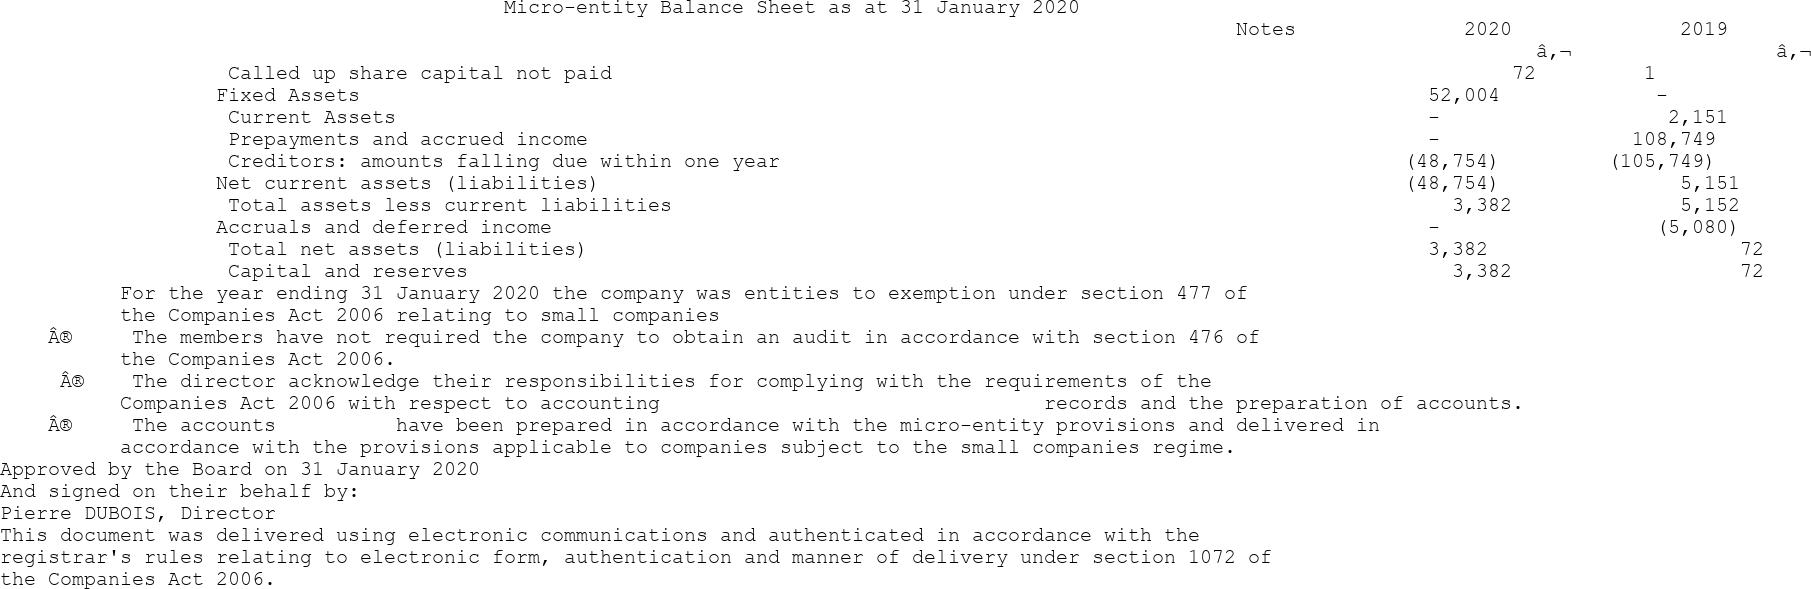 Micro-entity Balance Sheet as at 31 January 2020
Notes 2020 2019
â‚¬ â‚¬
Called up share capital not paid 72 1
Fixed Assets 52,004 -
Current Assets - 2,151
Prepayments and accrued income - 108,749
Creditors: amounts falling due within one year (48,754) (105,749)
Net current assets (liabilities) (48,754) 5,151
Total assets less current liabilities 3,382 5,152
Accruals and deferred income - (5,080)
Total net assets (liabilities) 3,382 72
Capital and reserves 3,382 72
For the year ending 31 January 2020 the company was entities to exemption under section 477 of
the Companies Act 2006 relating to small companies
Â® The members have not required the company to obtain an audit in accordance with section 476 of
the Companies Act 2006.
Â® The director acknowledge their responsibilities for complying with the requirements of the
Companies Act 2006 with respect to accounting records and the preparation of accounts.
Â® The accounts have been prepared in accordance with the micro-entity provisions and delivered in
accordance with the provisions applicable to companies subject to the small companies regime.
Approved by the Board on 31 January 2020
And signed on their behalf by:
Pierre DUBOIS, Director
This document was delivered using electronic communications and authenticated in accordance with the
registrar's rules relating to electronic form, authentication and manner of delivery under section 1072 of
the Companies Act 2006.